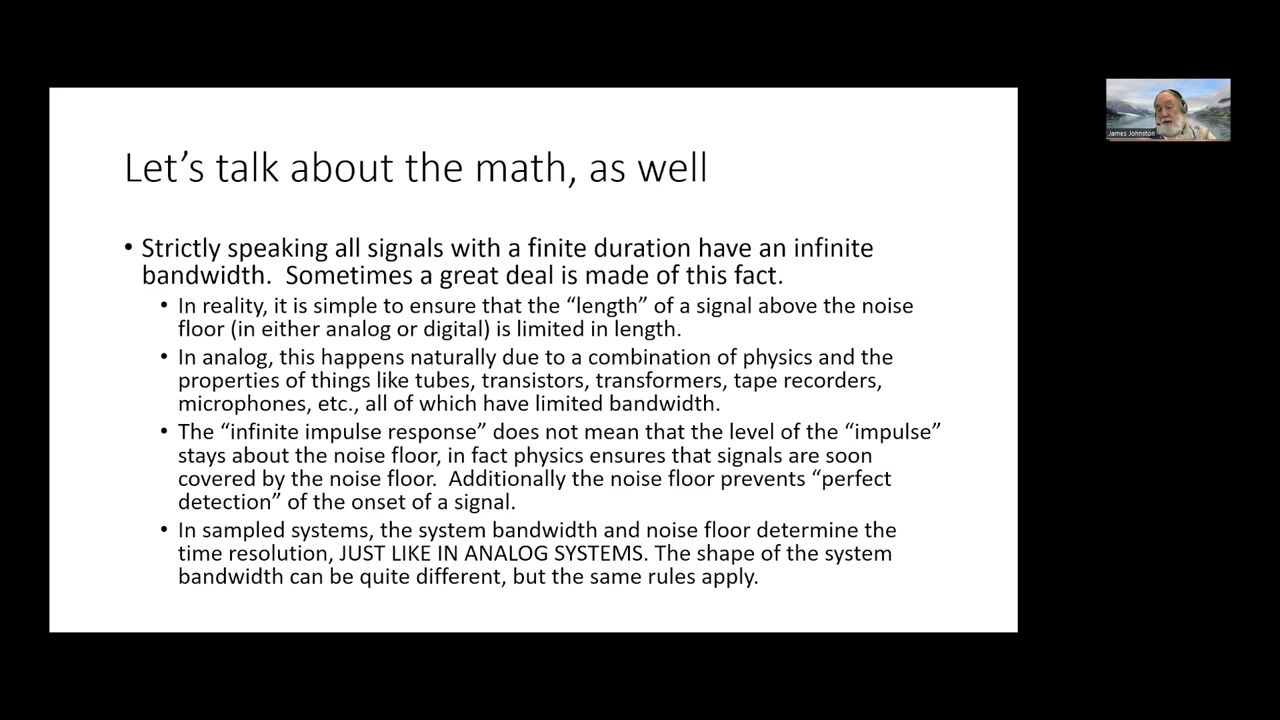 Let’s talk about the math, as well
• Strictly speaking all signals with a finite duration have an infinite
bandwidth.  Sometimes a great deal is made of this fact.
• In reality, it is simple to ensure that the “length” of a signal above the noise
floor (in either analog or digital) is limited in length.
• In analog, this happens naturally due to a combination of physics and the
properties of things like tubes, transistors, transformers, tape recorders,
microphones, etc., all of which have limited bandwidth.
• The “infinite impulse response” does not mean that the level of the “impulse”
stays about the noise floor, in fact physics ensures that signals are soon
covered by the noise floor.  Additionally the noise floor prevents “perfect
detection” of the onset of a signal.
• In sampled systems, the system bandwidth and noise floor determine the
time resolution, JUST LIKE IN ANALOG SYSTEMS. The shape of the system
bandwidth can be quite different, but the same rules apply.
James Johnston